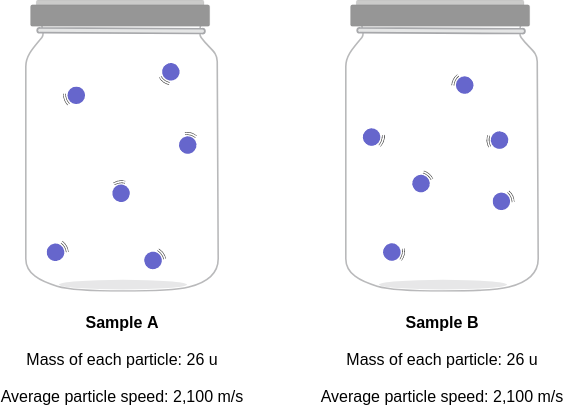 Sample A
Mass of each particle: 26 u
Average particle speed: 2,100 m/s
Sample B
Mass of each particle: 26 u
Average particle speed: 2,100 m/s